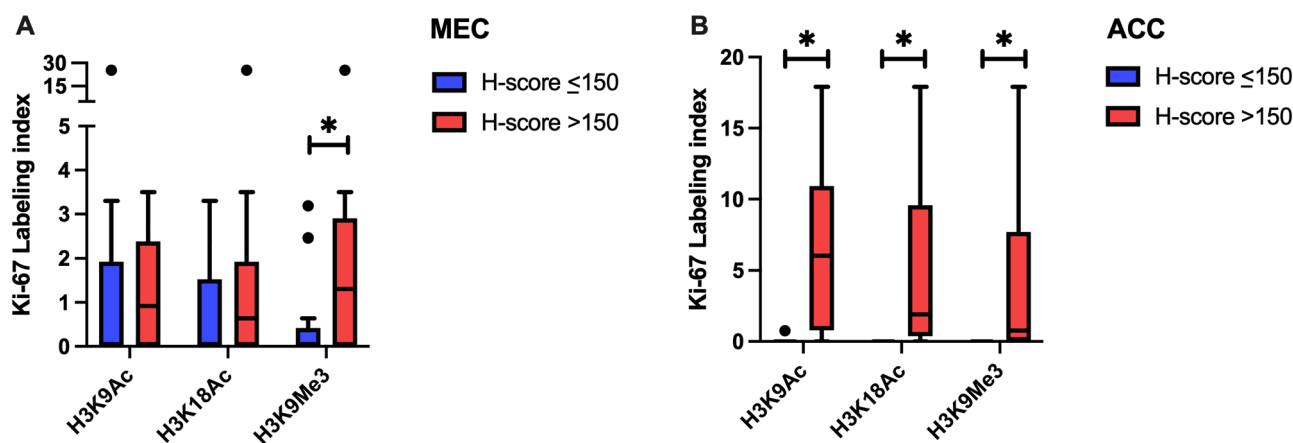 A
MEC
H-score ≤150
H-score >150
Ki-67 Labeling index
30
15
5
4
3
2
1
0
*
H3K9Ac
H3K18Ac
H3K9Me3
B
ACC
H-score ≤150
H-score >150
Ki-67 Labeling index
20
15
10
5
0
* * *
H3K9Ac
H3K18Ac
H3K9Me3